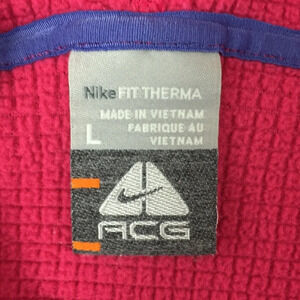 NikeFIT THERMA
MADE IN VIETNAM
L FABRIQUE AU
VIETNAM
ACG